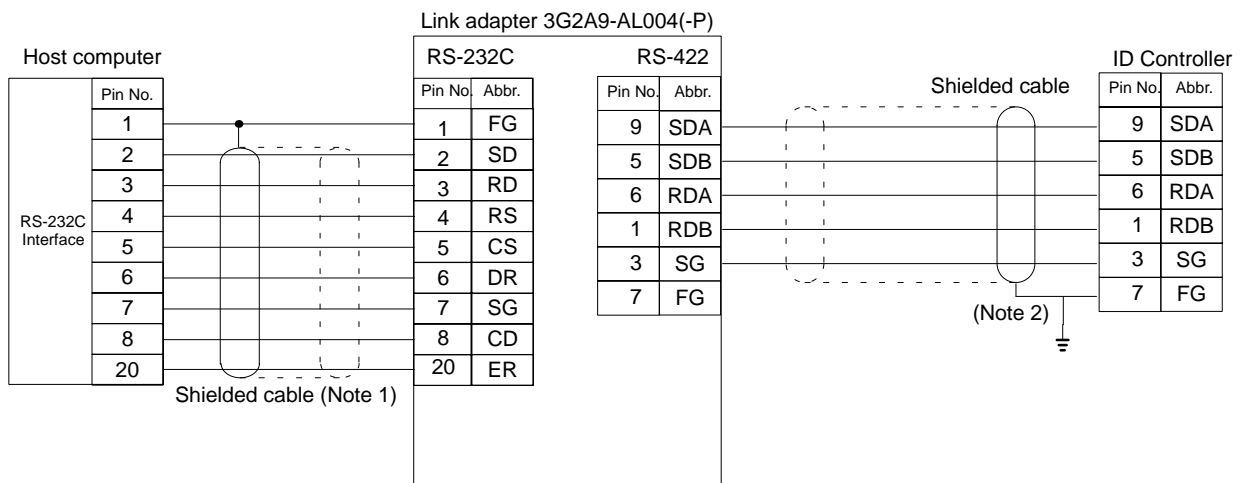 Link adapter 3G2A9-AL004(-P)
Host computer
RS-232C
RS-422
ID Controller
Shielded cable
RS-232C
Interface
Pin No.
1
2
3
4
5
6
7
8
20
Shielded cable (Note 1)
Pin No. Abbr.
1 FG
2 SD
3 RD
4 RS
5 CS
6 DR
7 SG
8 CD
20 ER
Pin No. Abbr.
9 SDA
5 SDB
6 RDA
1 RDB
3 SG
7 FG
(Note 2)
Pin No. Abbr.
9 SDA
5 SDB
6 RDA
1 RDB
3 SG
7 FG